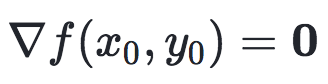 ∇f(x₀, y₀) = 𝟎